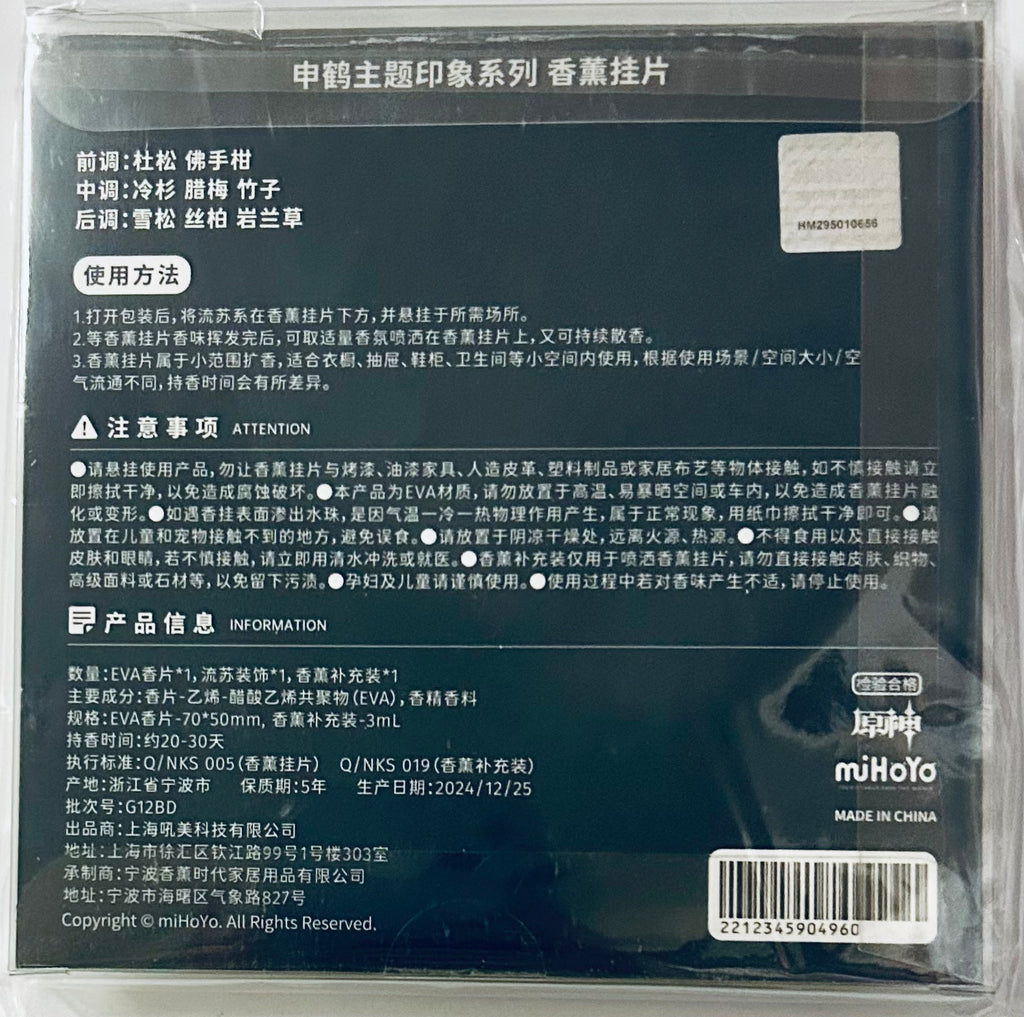 申鹤主题印象系列 香薰挂片
前调:杜松 佛手柑
中调:冷杉 腊梅 竹子
后调:雪松 丝柏 岩兰草
HM295010656
使用方法
1.打开包装后,将流苏系在香薰挂片下方,并悬挂于所需场所。
2.等香薰挂片香味挥发完后,可取适量香氛喷洒在香薰挂片上,又可持续散香。
3.香薰挂片属于小范围扩香,适合衣橱、抽屉、鞋柜、卫生间等小空间内使用,根据使用场景/空间大小/空
气流通不同,持香时间会有所差异。
注意事项 ATTENTION
●请悬挂使用产品,勿让香薰挂片与烤漆、油漆家具、人造皮革、塑料制品或家居布艺等物体接触,如不慎接触请立
即擦拭干净,以免造成腐蚀破坏。●本产品为EVA材质,请勿放置于高温、易暴晒空间或车内,以免造成香薰挂片融
化或变形。●如遇香挂表面渗出水珠,是因气温一冷一热物理作用产生,属于正常现象,用纸巾擦拭干净即可。●请
放置在儿童和宠物接触不到的地方,避免误食。●请放置于阴凉干燥处,远离火源、热源。●不得食用以及直接接触
皮肤和眼睛,若不慎接触,请立即用清水冲洗或就医。●香薰补充装仅用于喷洒香薰挂片,请勿直接接触皮肤、织物、
高级面料或石材等,以免留下污渍。●孕妇及儿童请谨慎使用。●使用过程中若对香味产生不适,请停止使用。
产品信息 INFORMATION
数量:EVA香片*1,流苏装饰*1,香薰补充装*1
主要成分:香片-乙烯-醋酸乙烯共聚物(EVA),香精香料
规格:EVA香片-70*50mm, 香薰补充装-3mL
持香时间:约20-30天
执行标准:Q/NKS 005(香薰挂片) Q/NKS 019(香薰补充装)
产地:浙江省宁波市 保质期:5年 生产日期:2024/12/25
批次号:G12BD
出品商:上海吼美科技有限公司
地址:上海市徐汇区钦江路99号1号楼303室
承制商:宁波香薰时代家居用品有限公司
地址:宁波市海曙区气象路827号
Copyright © miHoYo. All Rights Reserved.
检验合格
原神
miHoYo
MADE IN CHINA
2212345904960